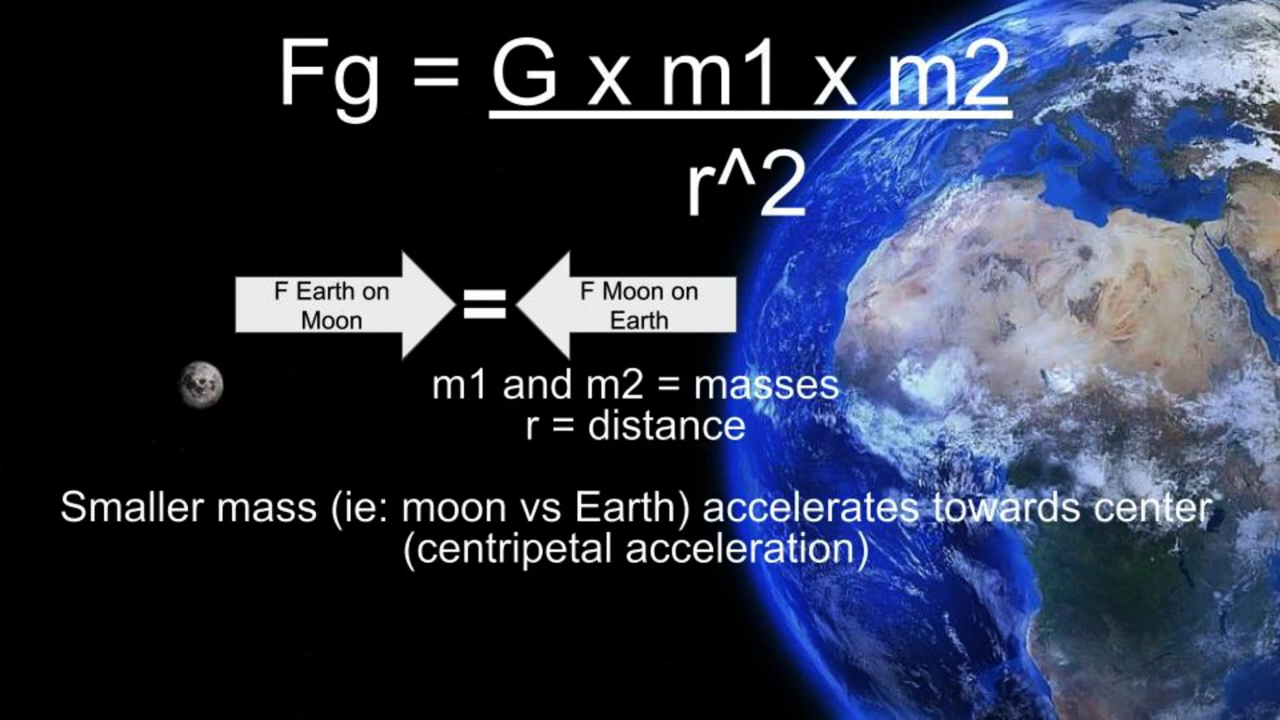 Fg = G x m1 x m2
r^2
F Earth on
Moon
=
F Moon on
Earth
m1 and m2 = masses
r = distance
Smaller mass (ie: moon vs Earth) accelerates towards center
(centripetal acceleration)